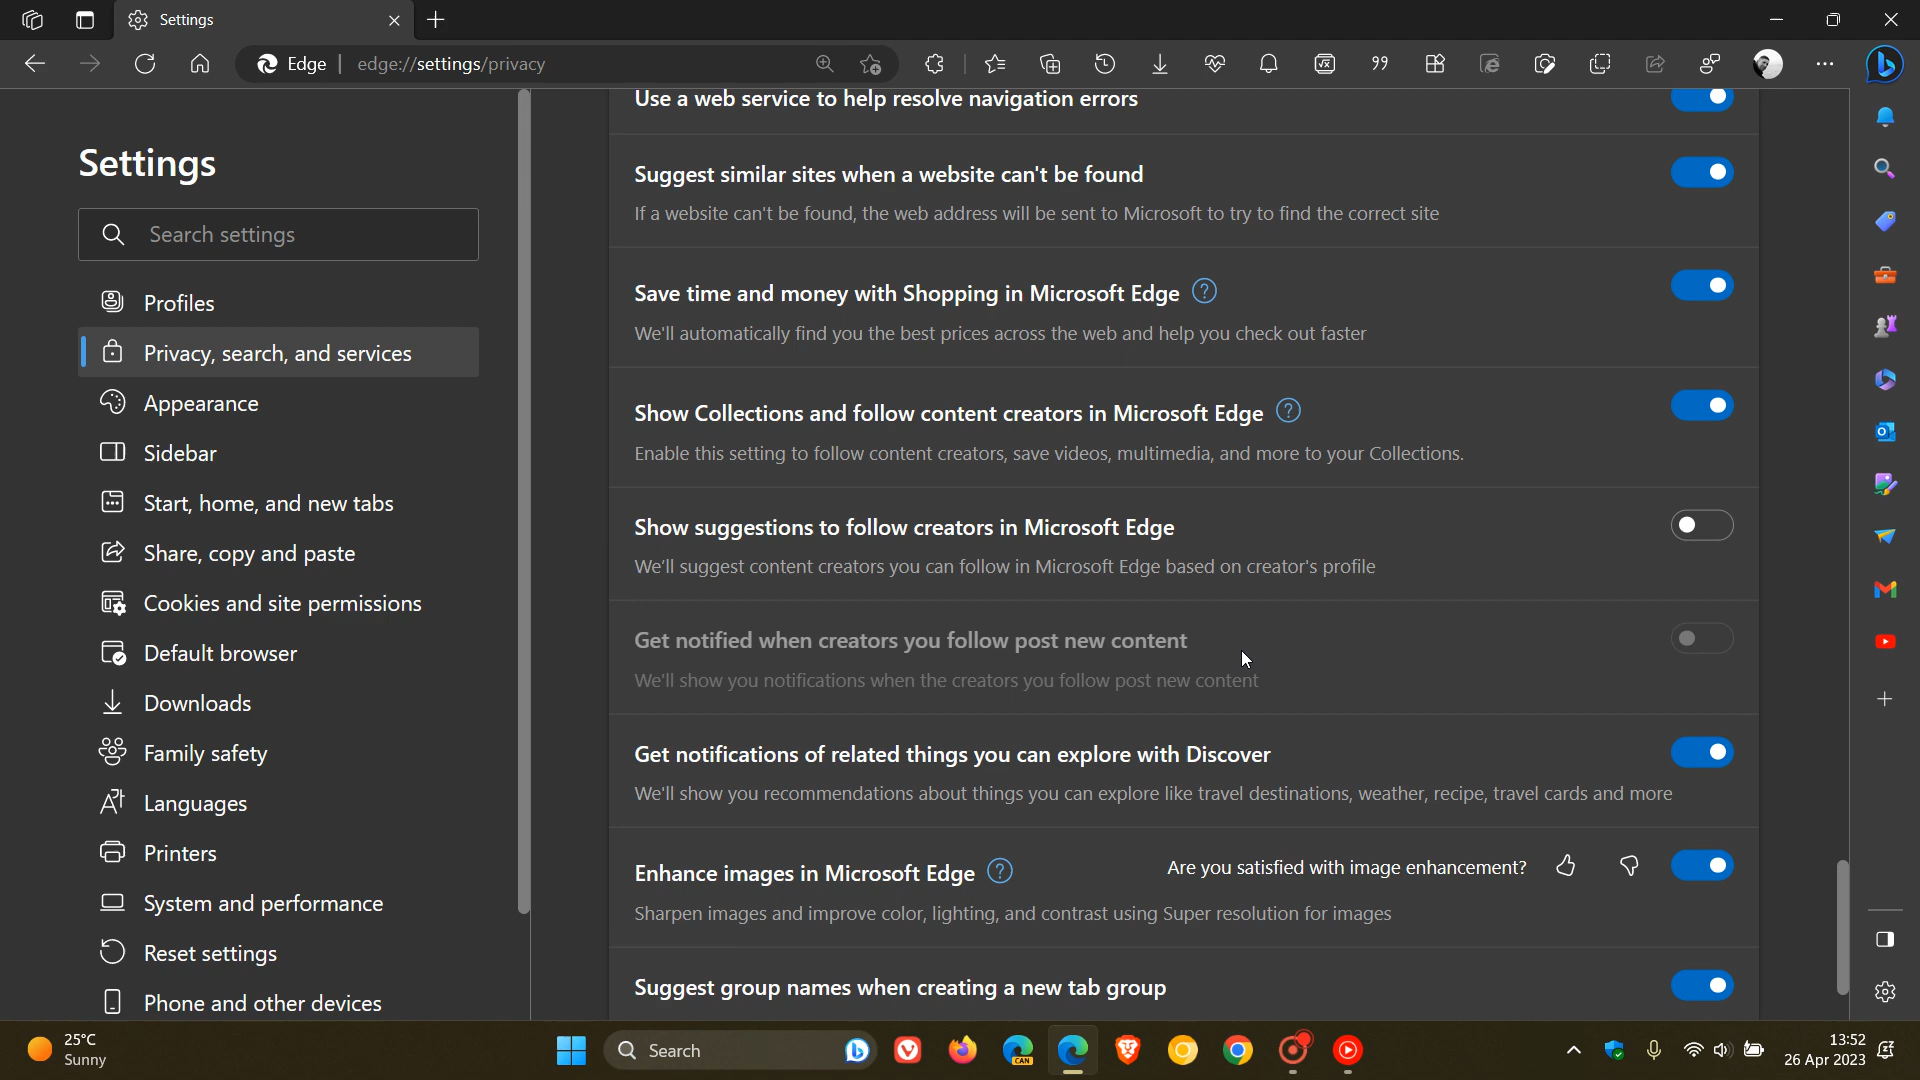 Settings
Edge
edge://settings/privacy
Settings
Search settings
Profiles
Privacy, search, and services
Appearance
Sidebar
Start, home, and new tabs
Share, copy and paste
Cookies and site permissions
Default browser
Downloads
Family safety
Languages
Printers
System and performance
Reset settings
Phone and other devices
Use a web service to help resolve navigation errors
Suggest similar sites when a website can't be found
If a website can't be found, the web address will be sent to Microsoft to try to find the correct site
Save time and money with Shopping in Microsoft Edge
We'll automatically find you the best prices across the web and help you check out faster
Show Collections and follow content creators in Microsoft Edge
Enable this setting to follow content creators, save videos, multimedia, and more to your Collections.
Show suggestions to follow creators in Microsoft Edge
We'll suggest content creators you can follow in Microsoft Edge based on creator's profile
Get notified when creators you follow post new content
We'll show you notifications when the creators you follow post new content
Get notifications of related things you can explore with Discover
We'll show you recommendations about things you can explore like travel destinations, weather, recipe, travel cards and more
Enhance images in Microsoft Edge
Are you satisfied with image enhancement?
Sharpen images and improve color, lighting, and contrast using Super resolution for images
Suggest group names when creating a new tab group
25°C
Sunny
Search
CAN
13:52
26 Apr 2023